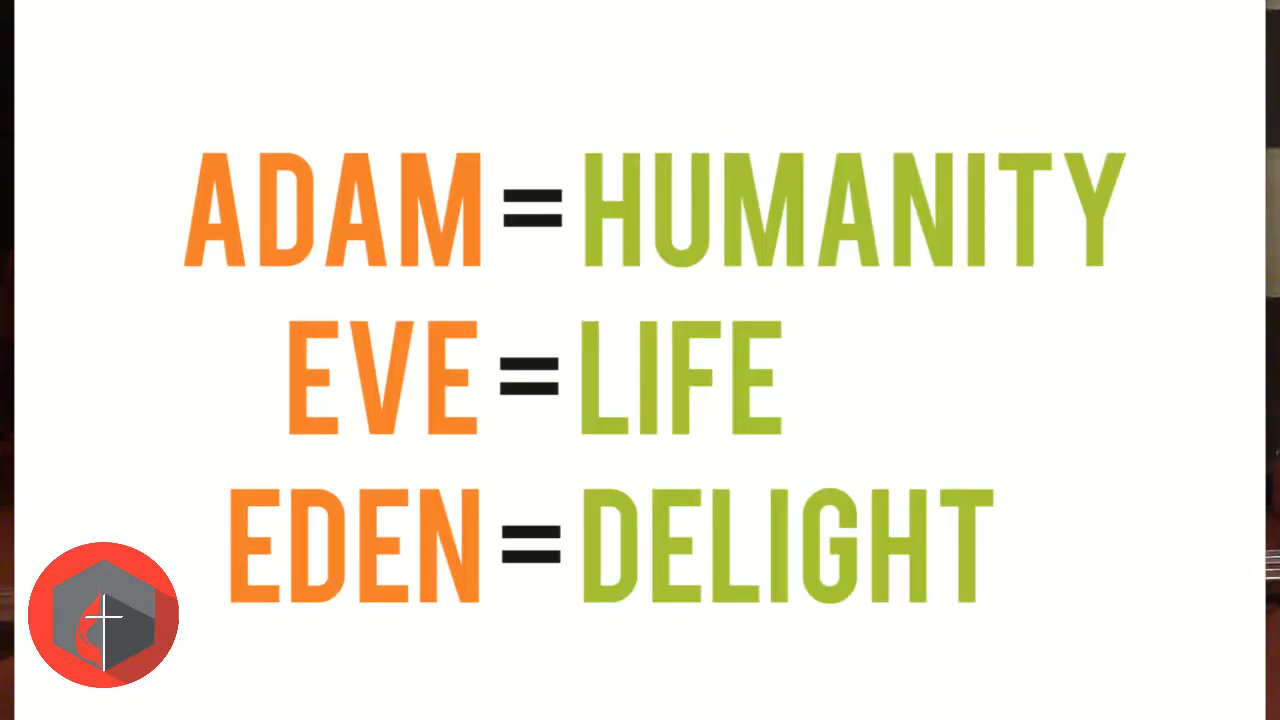 ADAM = HUMANITY
EVE = LIFE
EDEN = DELIGHT